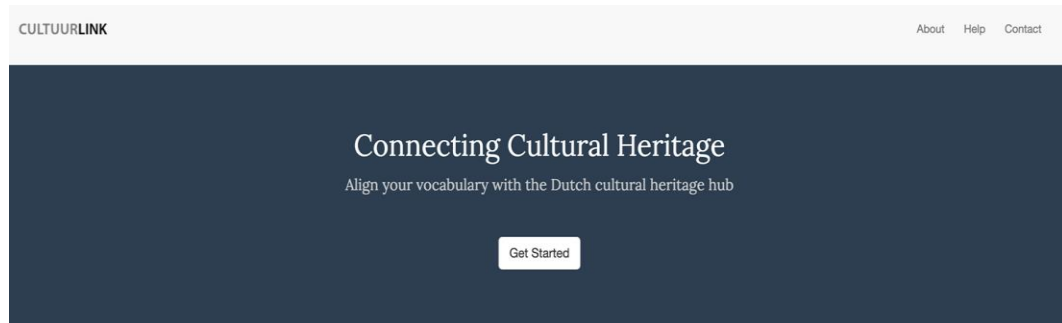 CULTUURLINK About Help Contact
Connecting Cultural Heritage
Align your vocabulary with the Dutch cultural heritage hub
Get Started